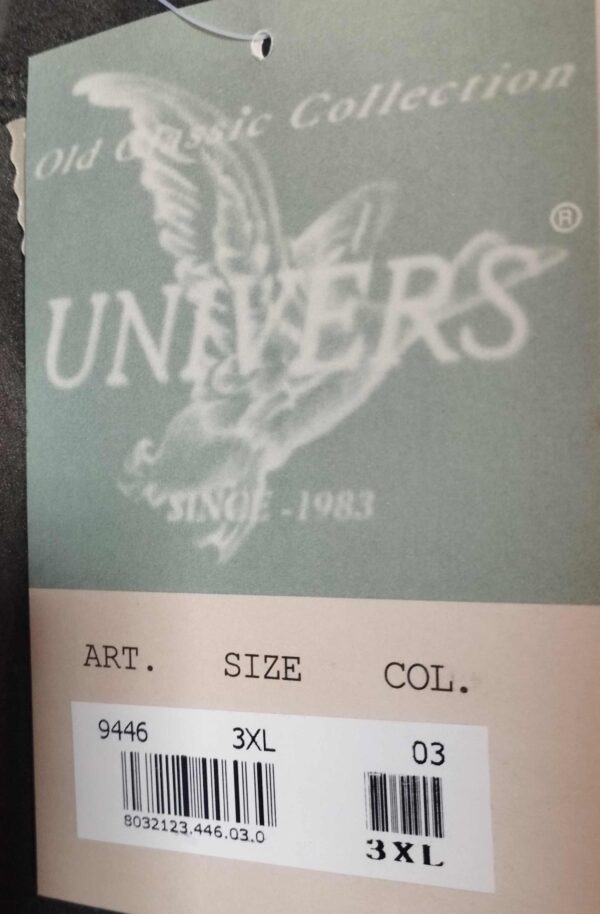 Old Classic Collection
®
UNIVERS
SINCE -1983
ART. SIZE COL.
9446 3XL 03
8032123.446.03.0
3XL